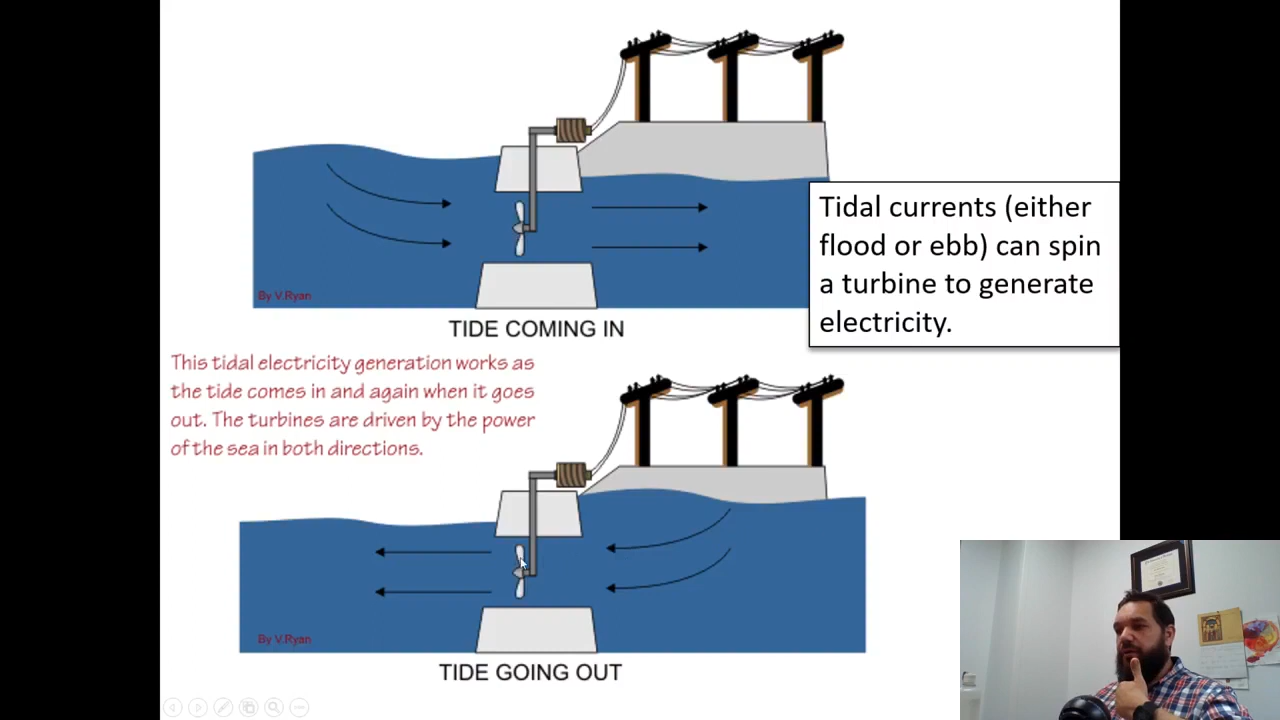 Tidal currents (either
flood or ebb) can spin
a turbine to generate
electricity.
By V.Ryan
TIDE COMING IN
This tidal electricity generation works as
the tide comes in and again when it goes
out. The turbines are driven by the power
of the sea in both directions.
By V.Ryan
TIDE GOING OUT